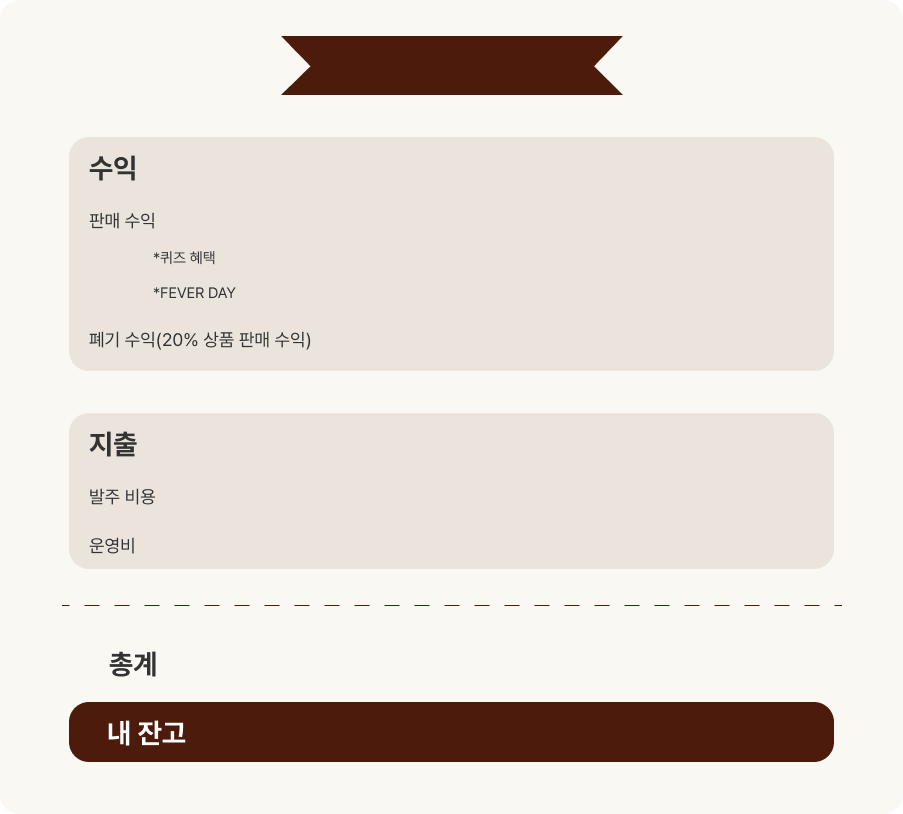 수익
판매 수익
*퀴즈 혜택
*FEVER DAY
폐기 수익(20% 상품 판매 수익)
지출
발주 비용
운영비
총계
내 잔고